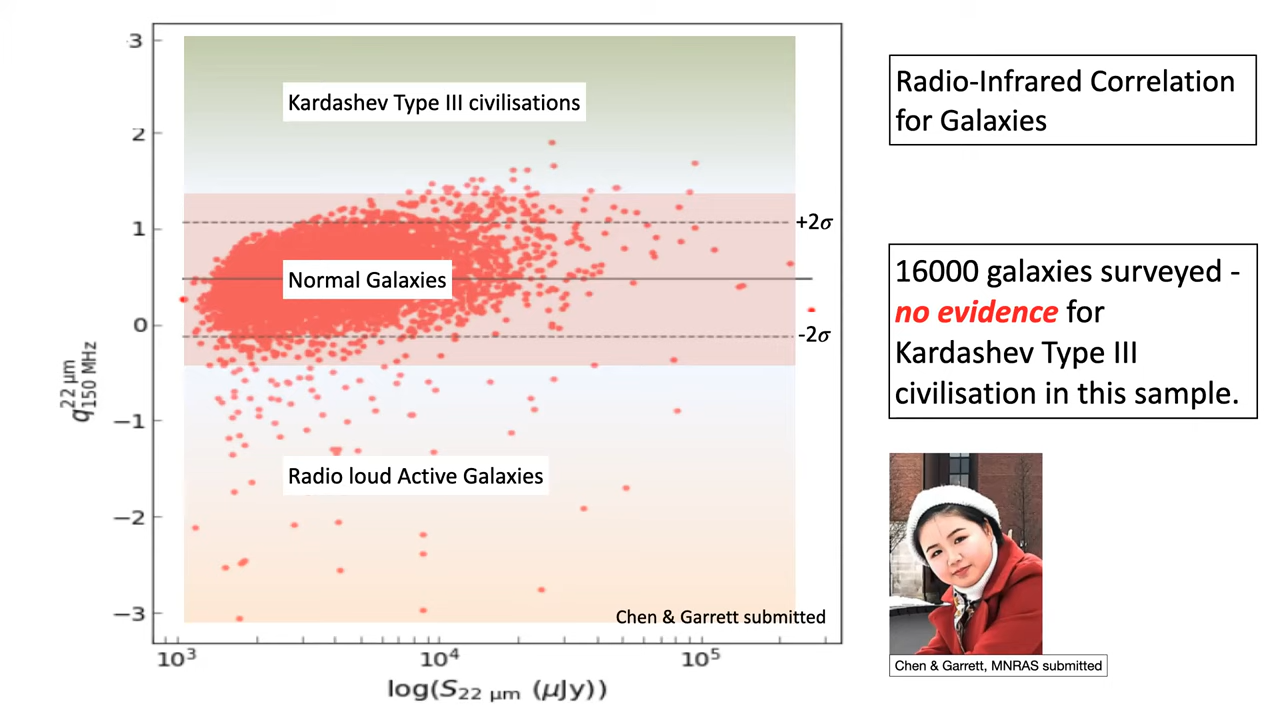 3
2
1
0
−1
−2
−3
q 22 μm 150 MHz
Kardashev Type III civilisations
+2σ
Normal Galaxies
-2σ
Radio loud Active Galaxies
Chen & Garrett submitted
10³ 10⁴ 10⁵
log(S₂₂ μm (μJy))
Radio-Infrared Correlation
for Galaxies
16000 galaxies surveyed -
no evidence for
Kardashev Type III
civilisation in this sample.
Chen & Garrett, MNRAS submitted